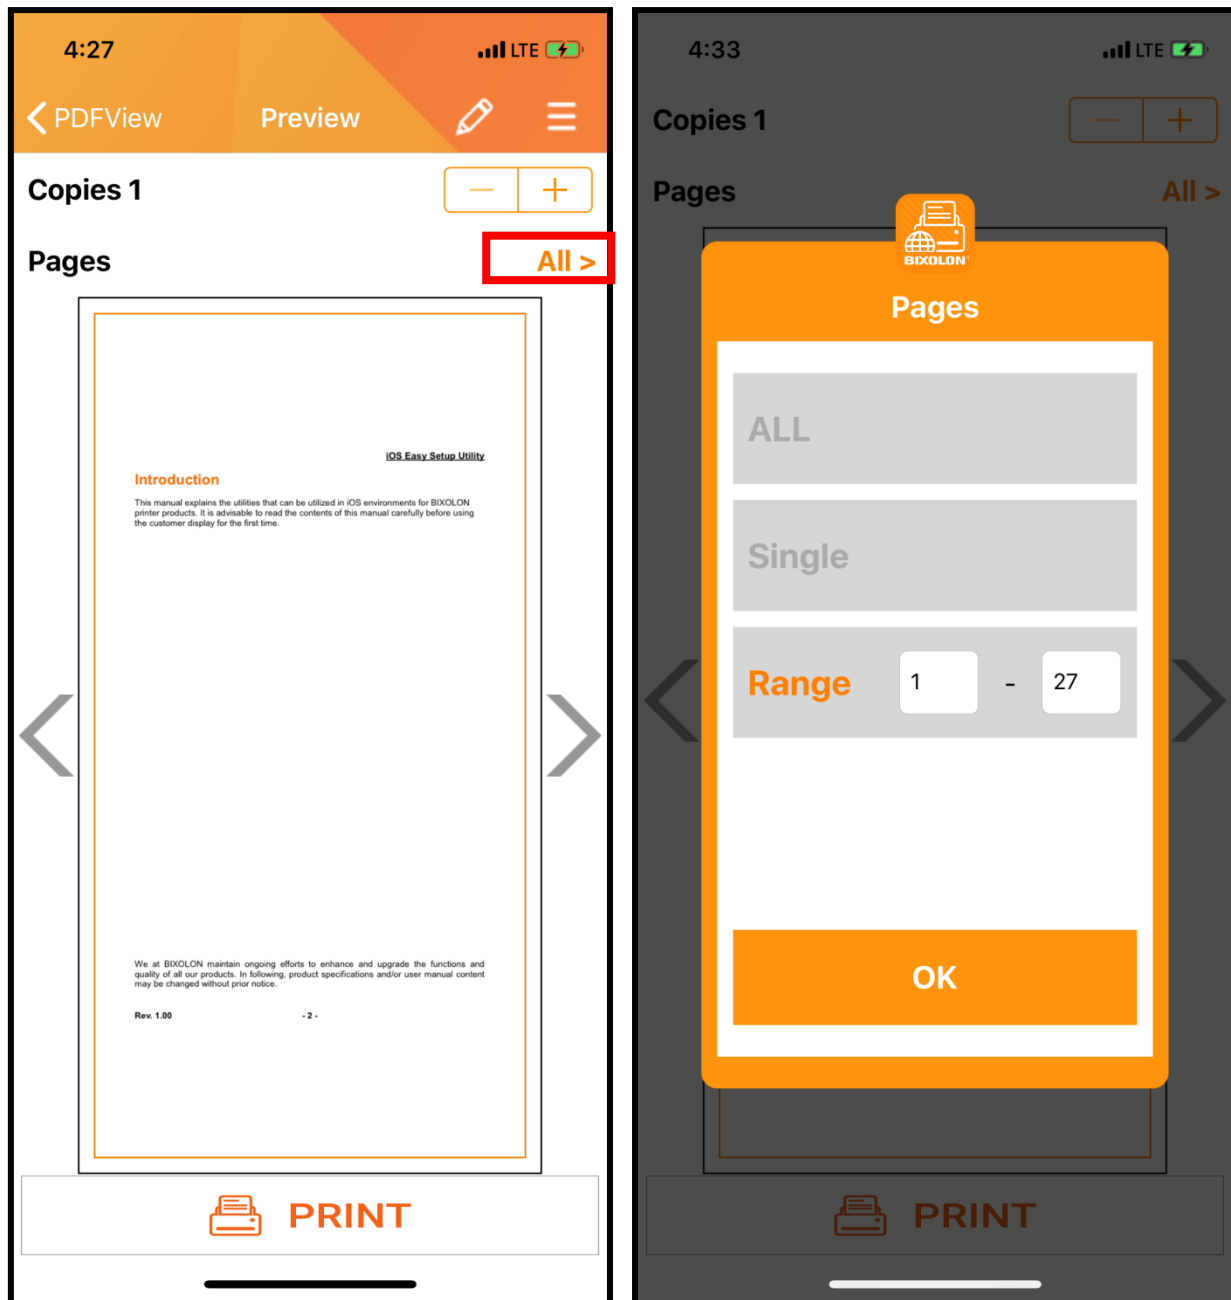 4:27
LTE
PDFView
Preview
Copies 1
Pages
All >
iOS Easy Setup Utility
Introduction
This manual explains the utilities that can be utilized in iOS environments for BIXOLON
printer products. It is advisable to read the contents of this manual carefully before using
the customer display for the first time.
We at BIXOLON maintain ongoing efforts to enhance and upgrade the functions and
quality of all our products. In following, product specifications and/or user manual content
may be changed without prior notice.
Rev. 1.00
- 2 -
PRINT
4:33
LTE
Copies 1
Pages
All >
BIXOLON
Pages
ALL
Single
Range 1 - 27
OK
PRINT